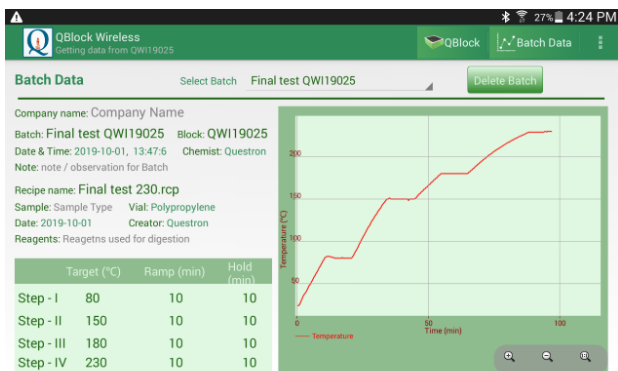 27% 4:24 PM
QBlock Wireless
Getting data from QWI19025
QBlock
Batch Data
Batch Data
Select Batch Final test QWI19025
Delete Batch
Company name: Company Name
Batch: Final test QWI19025 Block: QWI19025
Date & Time: 2019-10-01, 13:47:6 Chemist: Questron
Note: note / observation for Batch
Recipe name: Final test 230.rcp
Sample: Sample Type Vial: Polypropylene
Date: 2019-10-01 Creator: Questron
Reagents: Reagetns used for digestion
Target (°C) Ramp (min) Hold (min)
Step - I 80 10 10
Step - II 150 10 10
Step - III 180 10 10
Step - IV 230 10 10
Temperature (°C)
200
150
100
50
0 50 100
Time (min)
Temperature